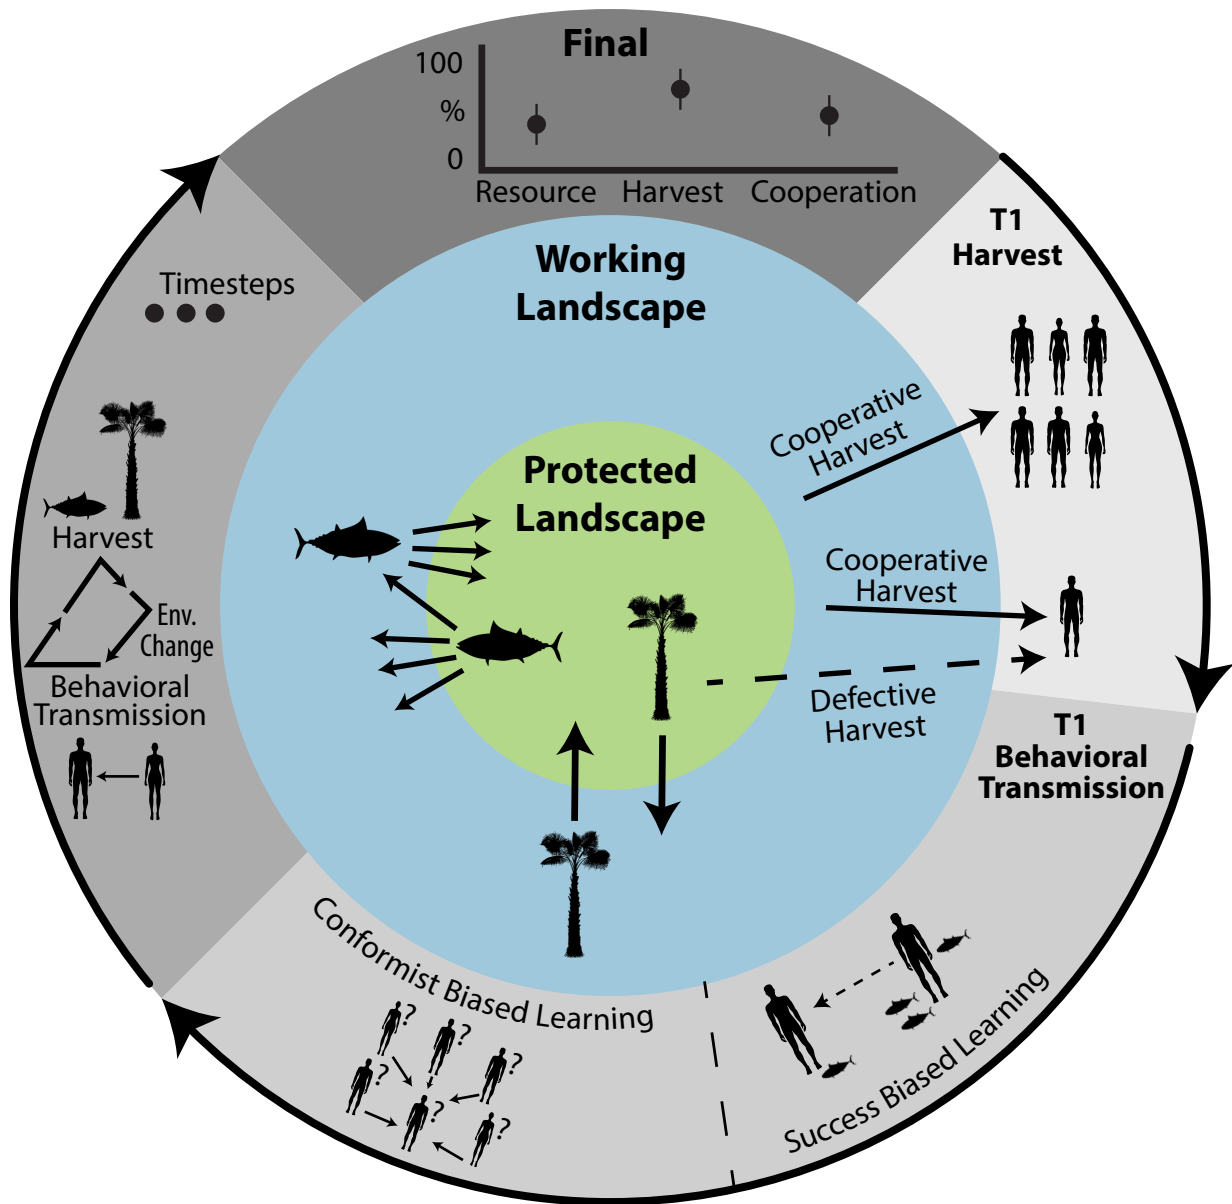 Final
100
%
0
Resource
Harvest
Cooperation
T1
Harvest
Working
Landscape
Timesteps
Cooperative
Harvest
Protected
Landscape
Harvest
Env.
Change
Behavioral
Transmission
Cooperative
Harvest
Defective
Harvest
T1
Behavioral
Transmission
Conformist Biased Learning
?
?
?
?
?
?
Success Biased Learning